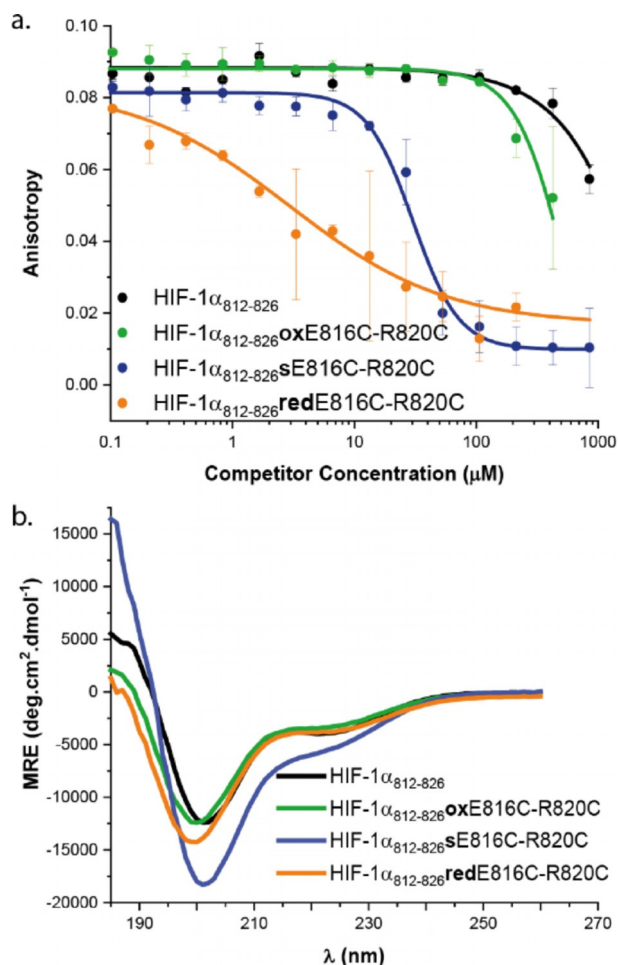 a.
0.10
0.08
0.06
0.04
0.02
0.00
Anisotropy
HIF-1α812-826
HIF-1α812-826oxE816C-R820C
HIF-1α812-826sE816C-R820C
HIF-1α812-826redE816C-R820C
0.1 1 10 100 1000
Competitor Concentration (μM)
b.
15000
10000
5000
0
-5000
-10000
-15000
-20000
MRE (deg.cm².dmol⁻¹)
HIF-1α812-826
HIF-1α812-826oxE816C-R820C
HIF-1α812-826sE816C-R820C
HIF-1α812-826redE816C-R820C
190 210 230 250 270
λ (nm)